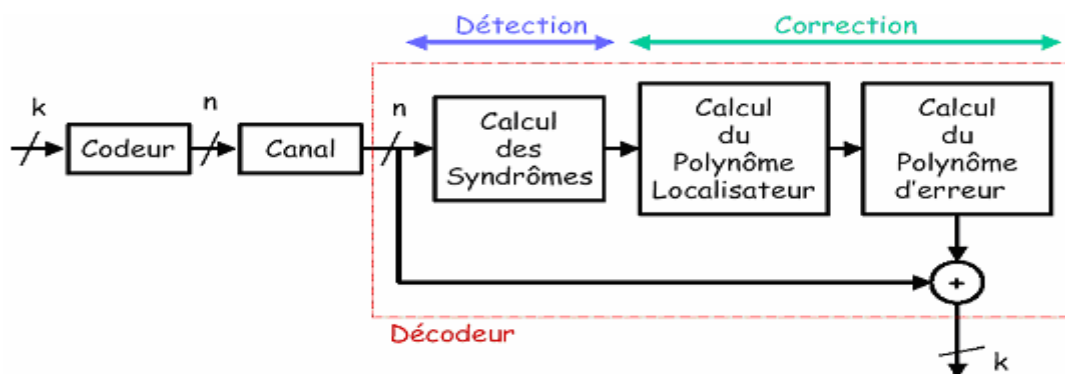 Détection
Correction
k
n
n
Codeur
Canal
Calcul
des
Syndrômes
Calcul
du
Polynôme
Localisateur
Calcul
du
Polynôme
d'erreur
+
Décodeur
k